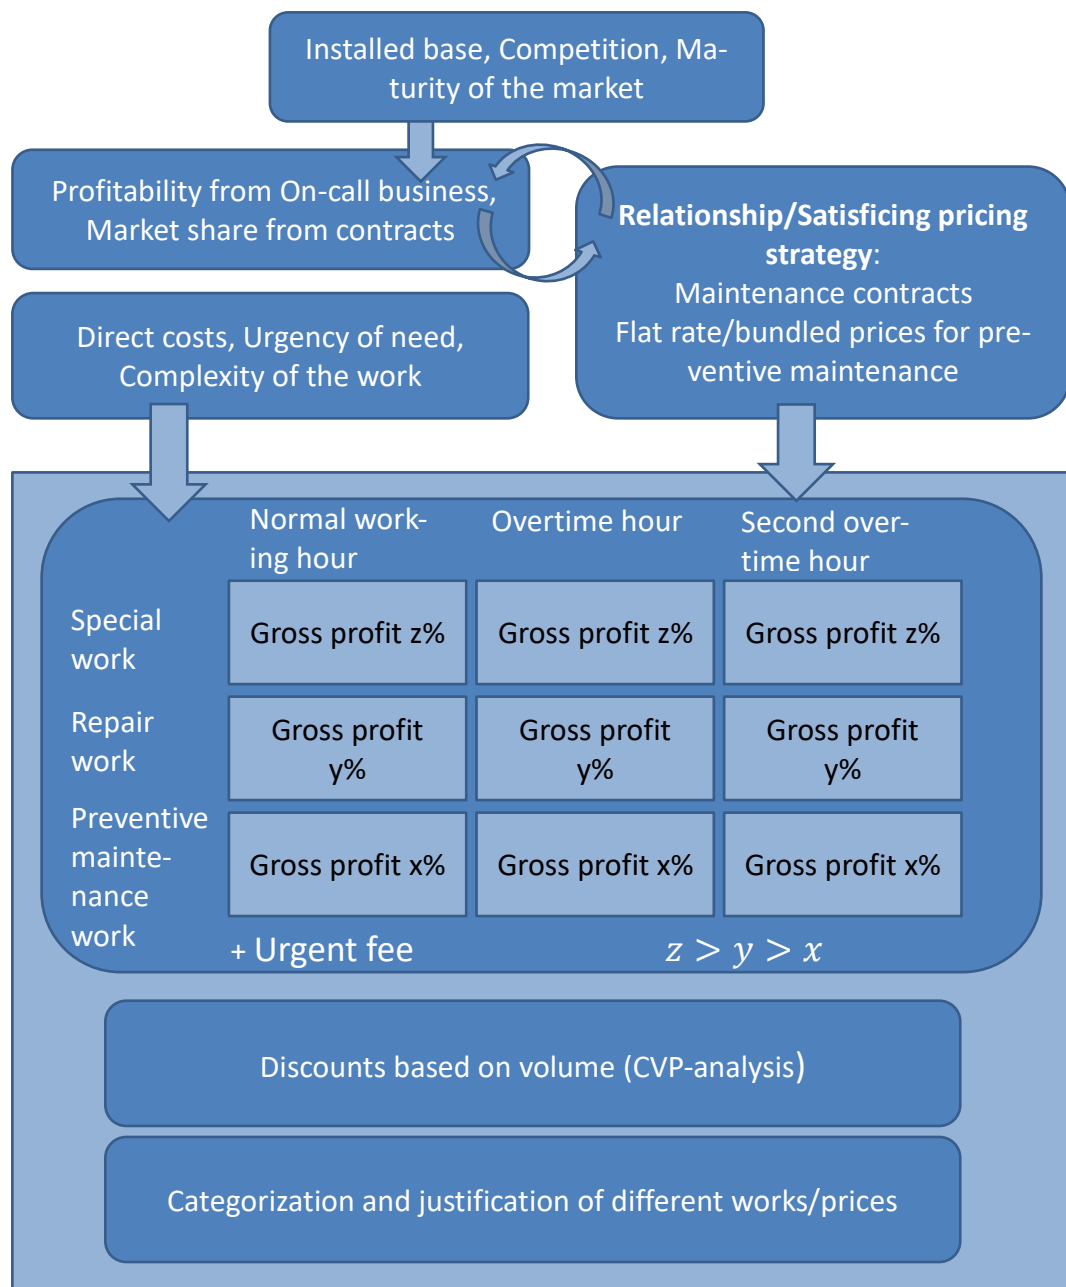 Installed base, Competition, Ma-
turity of the market
Profitability from On-call business,
Market share from contracts
Relationship/Satisficing pricing
strategy:
Maintenance contracts
Flat rate/bundled prices for pre-
ventive maintenance
Direct costs, Urgency of need,
Complexity of the work
Normal work-
ing hour
Overtime hour
Second over-
time hour
Special
work
Gross profit z%
Gross profit z%
Gross profit z%
Repair
work
Gross profit
y%
Gross profit
y%
Gross profit
y%
Preventive
mainte-
nance
work
Gross profit x%
Gross profit x%
Gross profit x%
+ Urgent fee
z > y > x
Discounts based on volume (CVP-analysis)
Categorization and justification of different works/prices